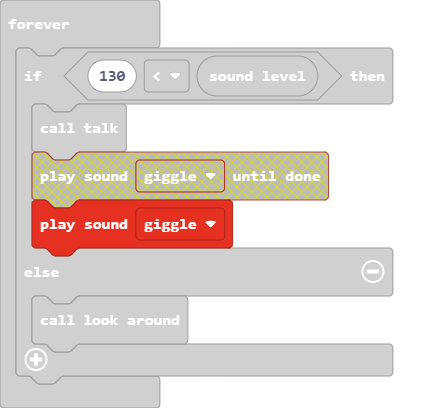 forever
if 130 < sound level then
call talk
play sound giggle until done
play sound giggle
else
call look around